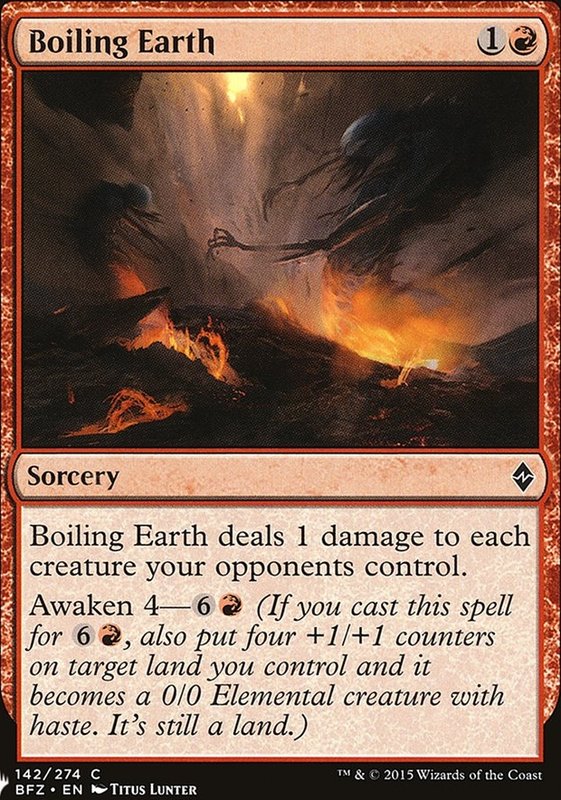 Boiling Earth 1
Sorcery
Boiling Earth deals 1 damage to each
creature your opponents control.
Awaken 4—6 (If you cast this spell
for 6, also put four +1/+1 counters
on target land you control and it
becomes a 0/0 Elemental creature with
haste. It's still a land.)
142/274 C
BFZ • EN Titus Lunter
™ & © 2015 Wizards of the Coast